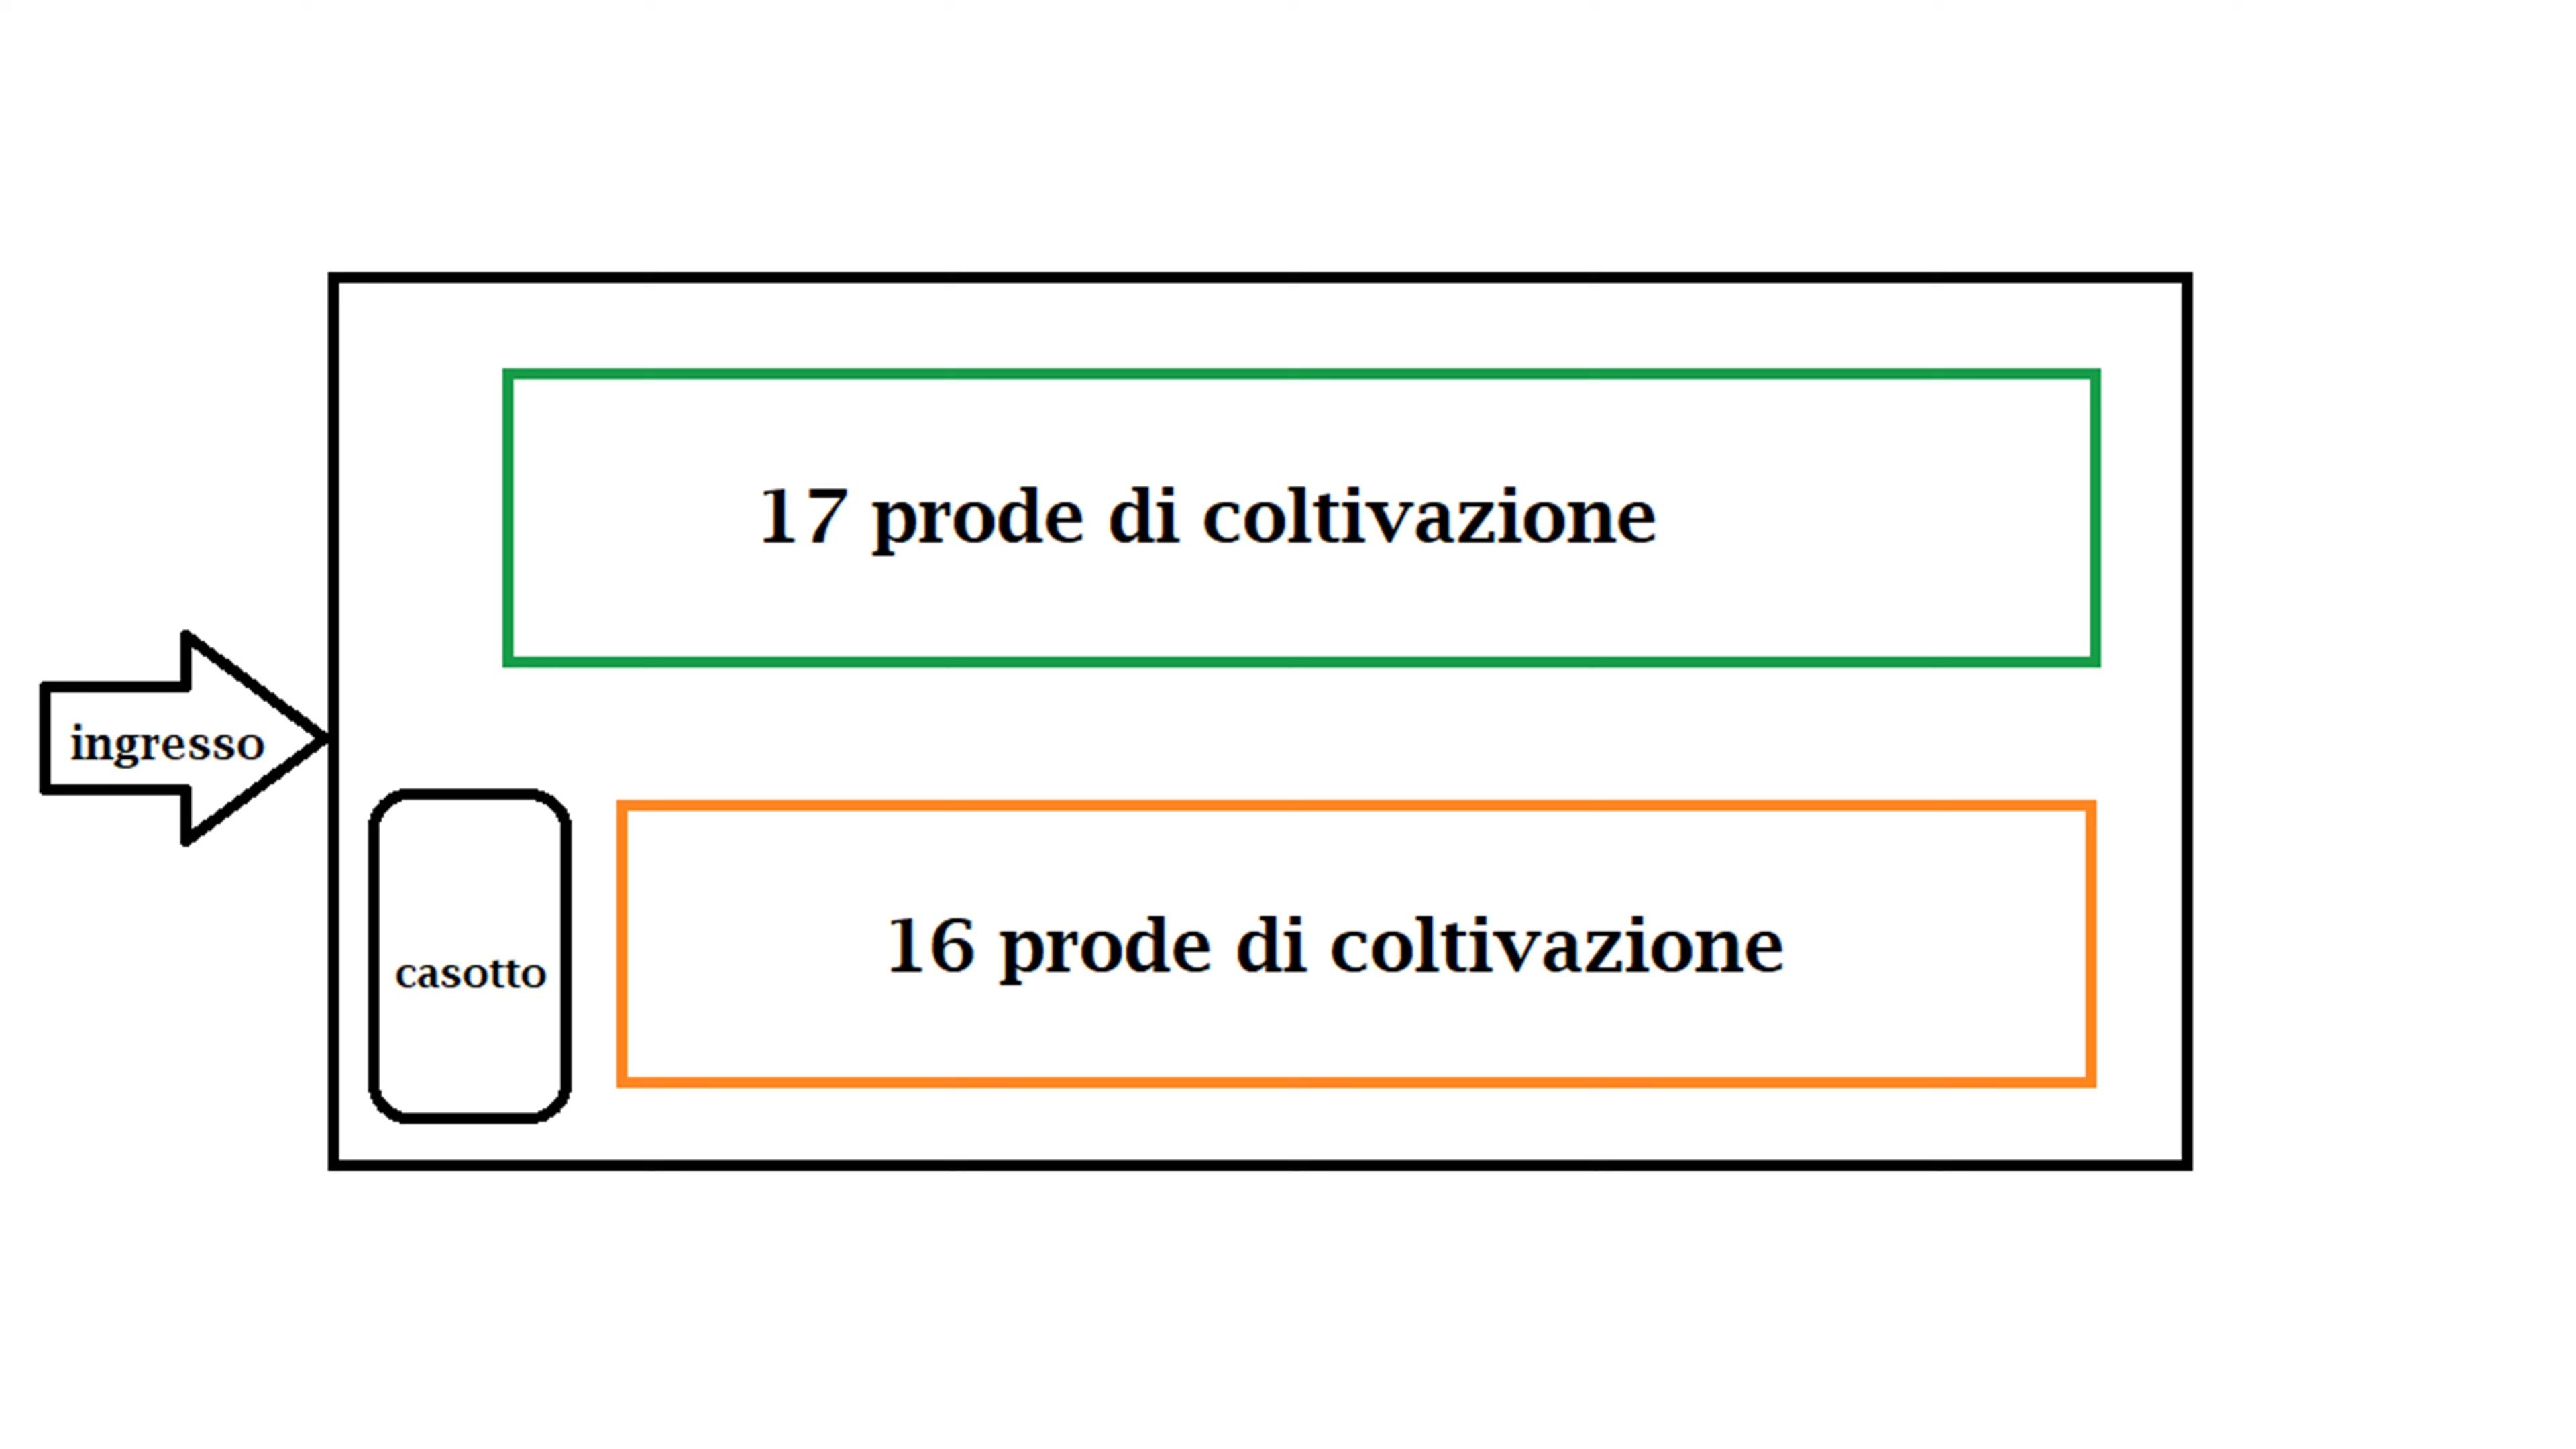 17 prode di coltivazione
ingresso
16 prode di coltivazione
casotto